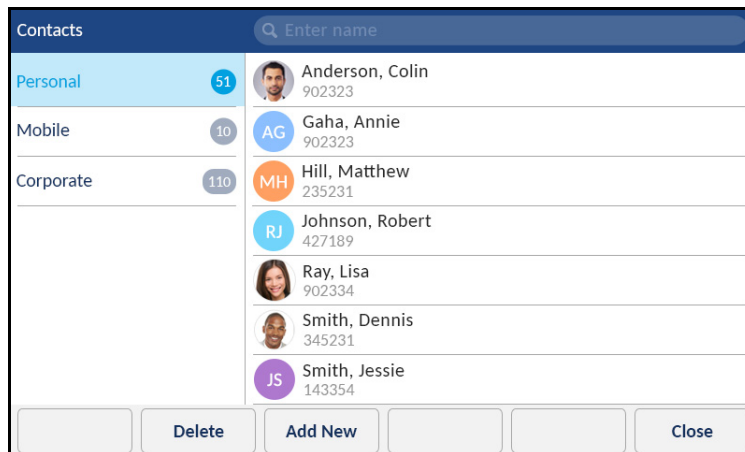 Contacts
Enter name
Personal 51
Mobile 10
Corporate 110
Anderson, Colin
902323
AG
Gaha, Annie
902323
MH
Hill, Matthew
235231
RJ
Johnson, Robert
427189
Ray, Lisa
902334
Smith, Dennis
345231
JS
Smith, Jessie
143354
Delete
Add New
Close